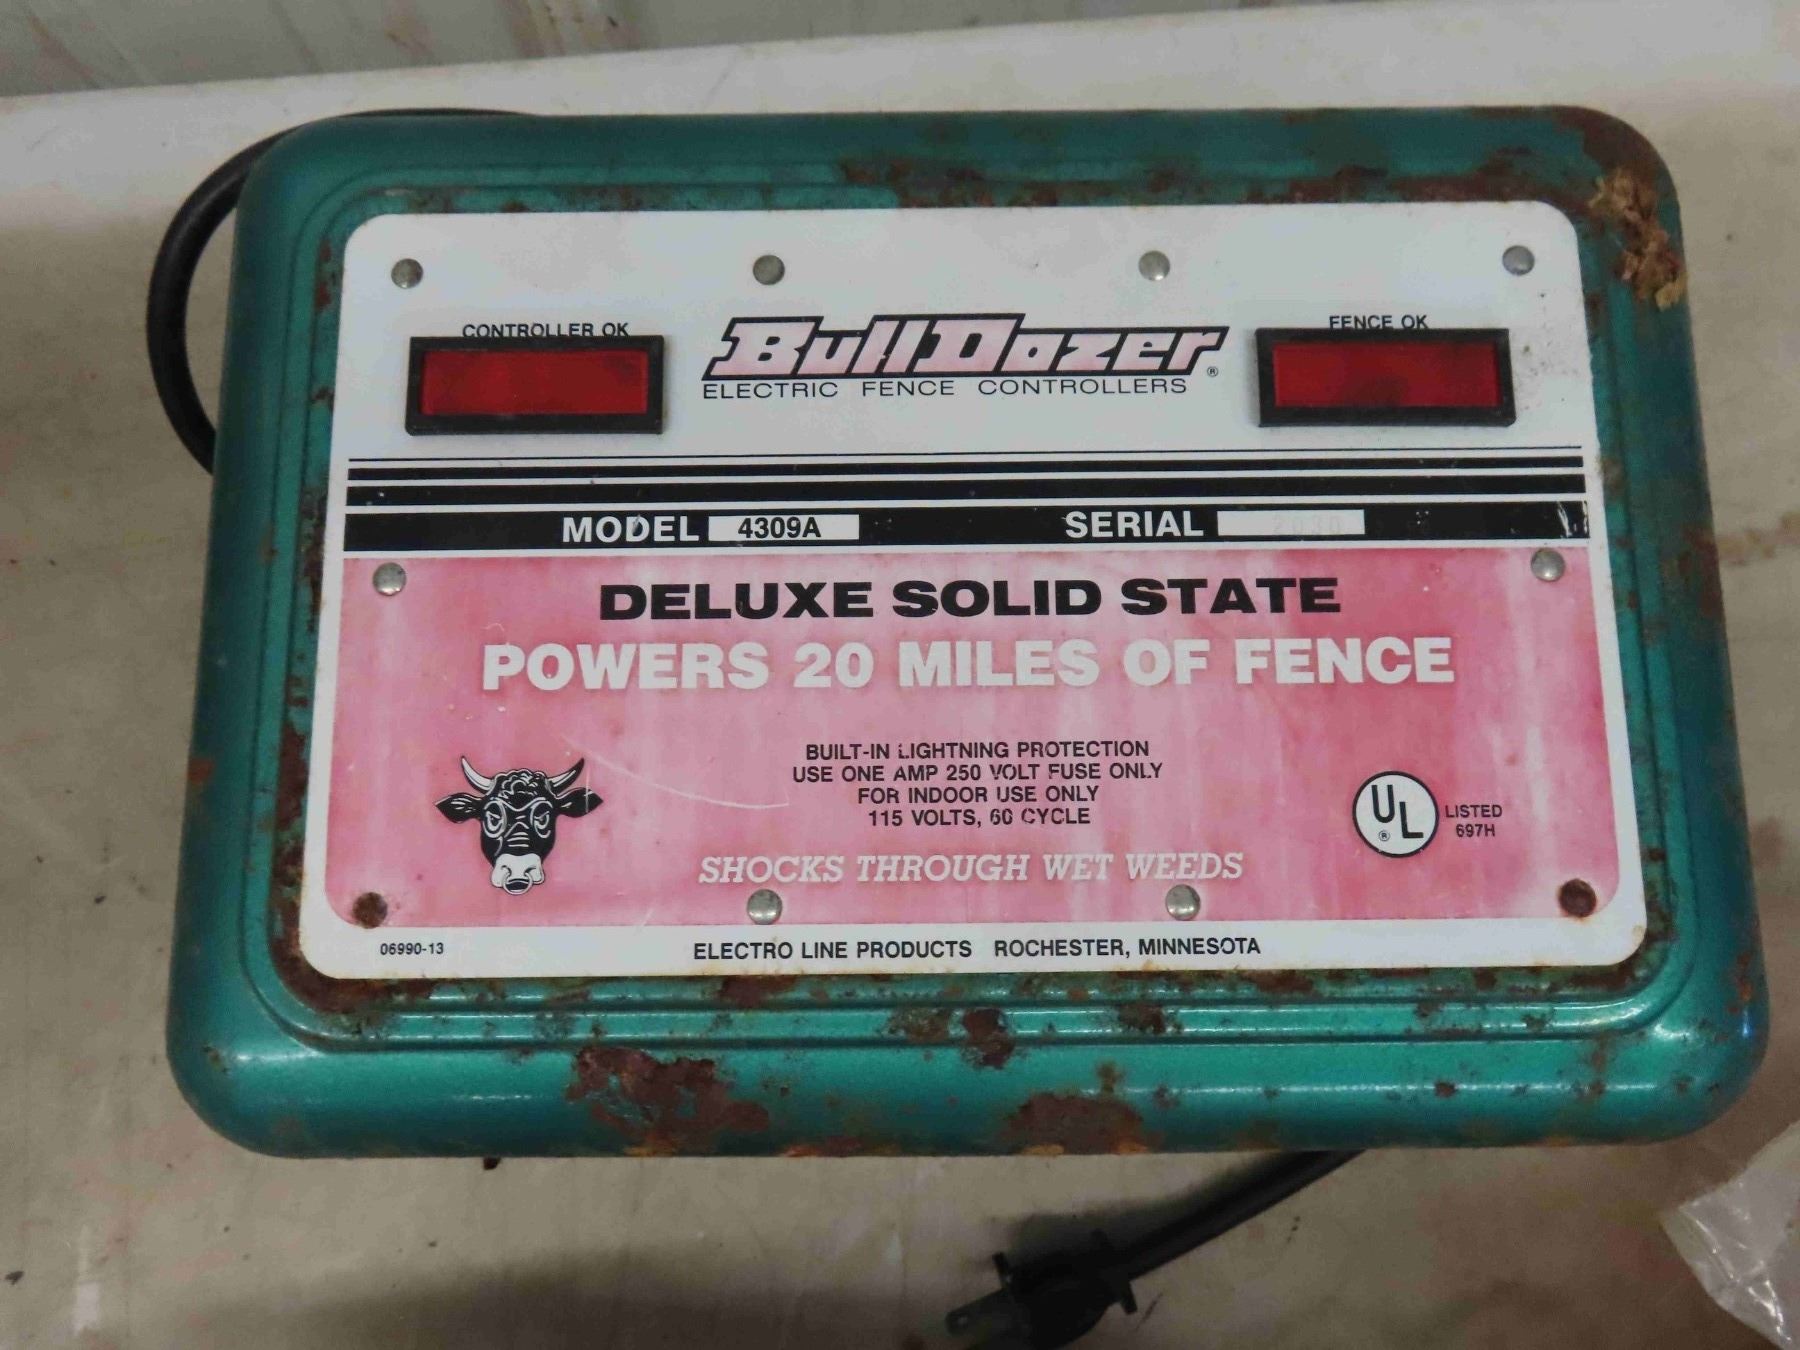 CONTROLLER OK
FENCE OK
BullDozer®
ELECTRIC FENCE CONTROLLERS
MODEL 4309A SERIAL
DELUXE SOLID STATE
POWERS 20 MILES OF FENCE
BUILT-IN LIGHTNING PROTECTION
USE ONE AMP 250 VOLT FUSE ONLY
FOR INDOOR USE ONLY
115 VOLTS, 60 CYCLE
UL® LISTED
697H
SHOCKS THROUGH WET WEEDS
06990-13
ELECTRO LINE PRODUCTS ROCHESTER, MINNESOTA